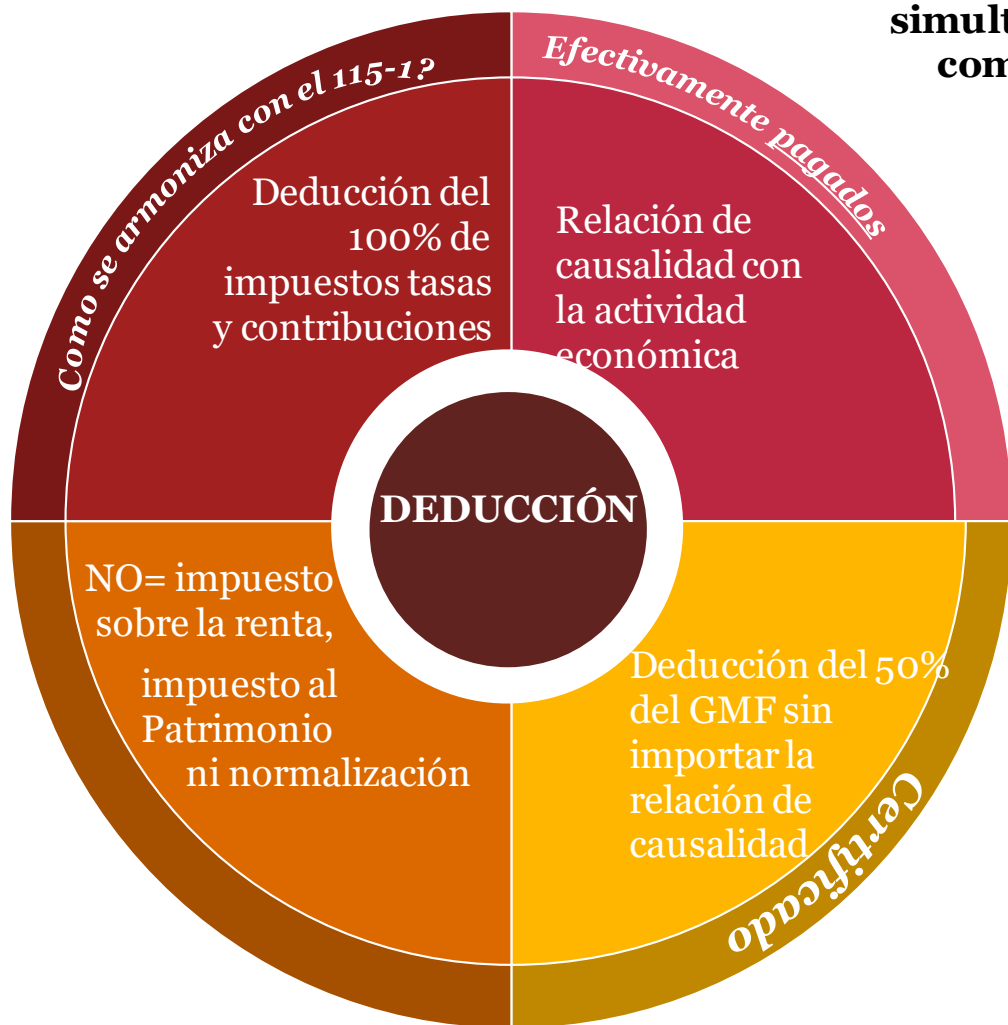 Como se armoniza con el 115-1?
Efectivamente pagados
Deducción del
100% de
impuestos tasas
y contribuciones
Relación de
causalidad con
la actividad
económica
DEDUCCIÓN
NO= impuesto
sobre la renta,
impuesto al
Patrimonio
ni normalización
Deducción del 50%
del GMF sin
importar la
relación de
causalidad
Certificado